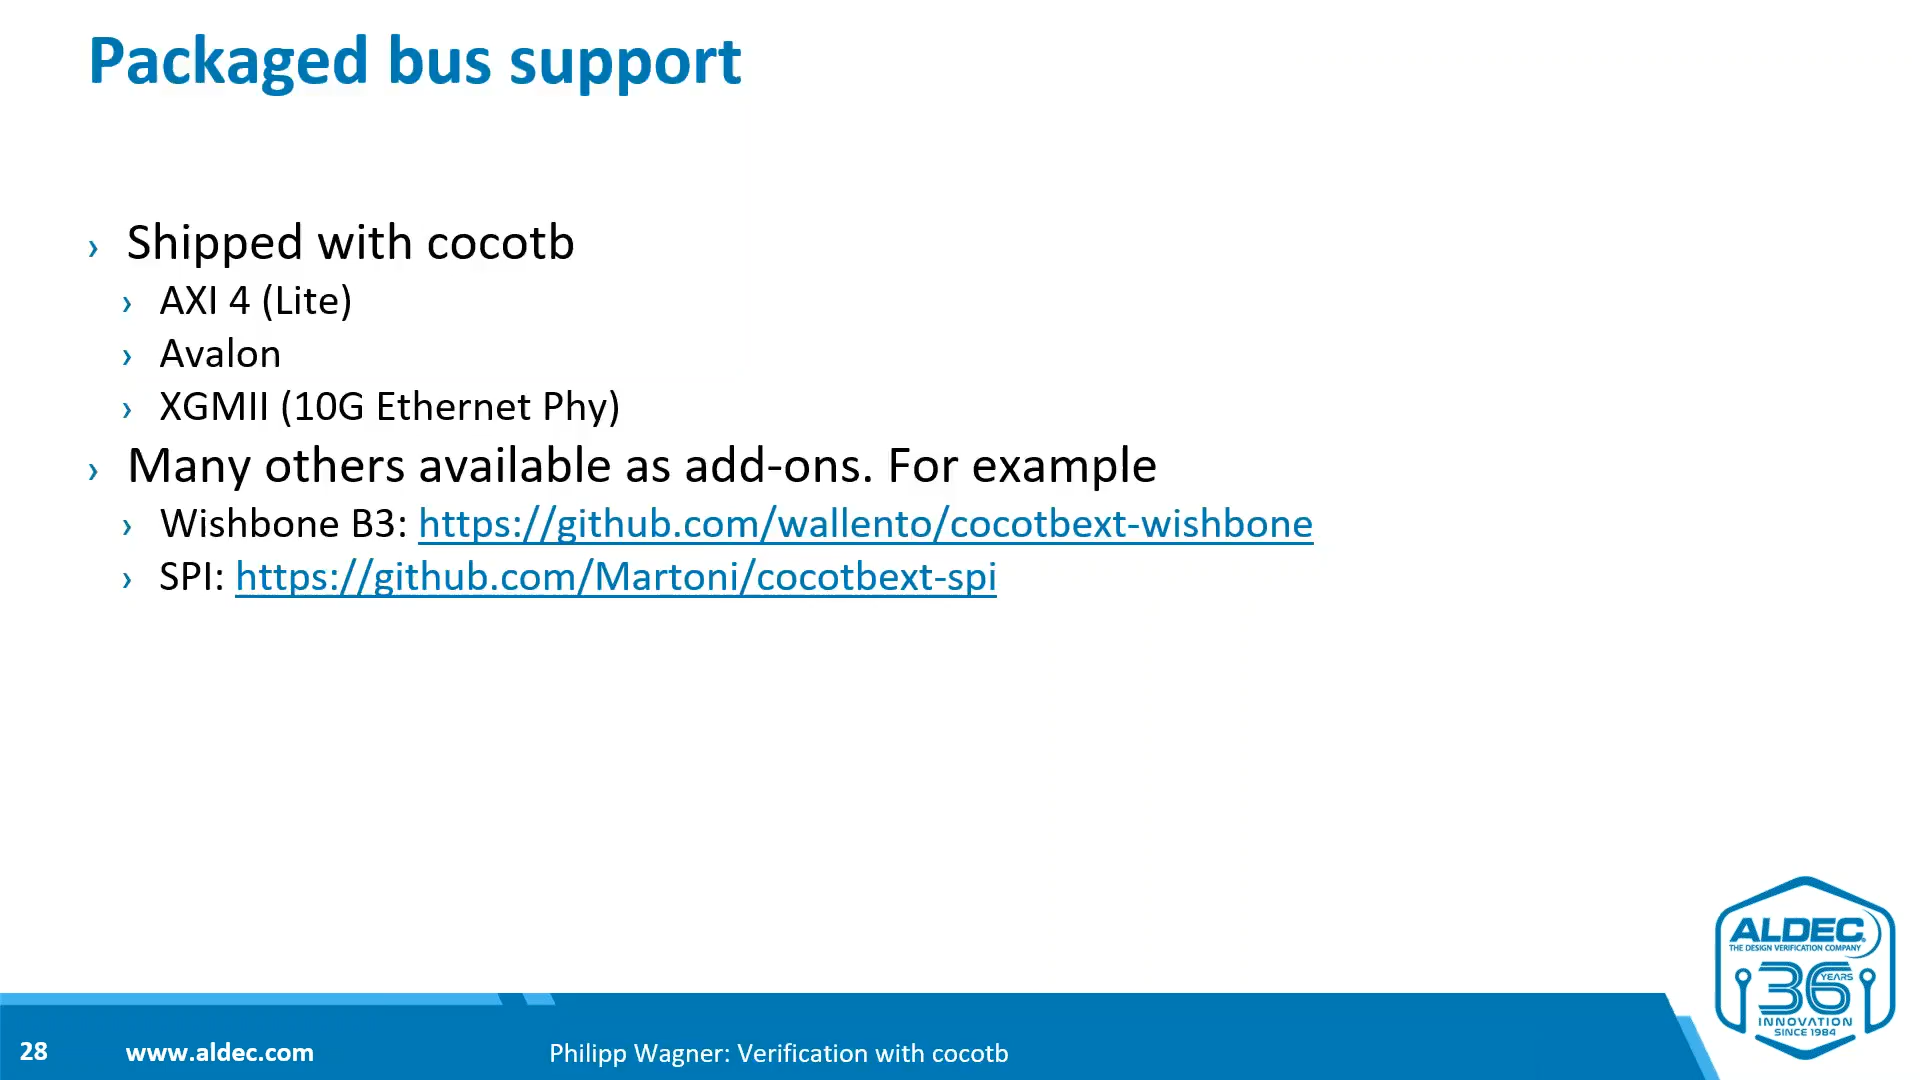 Packaged bus support
› Shipped with cocotb
› AXI 4 (Lite)
› Avalon
› XGMII (10G Ethernet Phy)
› Many others available as add-ons. For example
› Wishbone B3: https://github.com/wallento/cocotbext-wishbone
› SPI: https://github.com/Martoni/cocotbext-spi
ALDEC®
THE DESIGN VERIFICATION COMPANY
36 YEARS
INNOVATION
SINCE 1984
28 www.aldec.com Philipp Wagner: Verification with cocotb